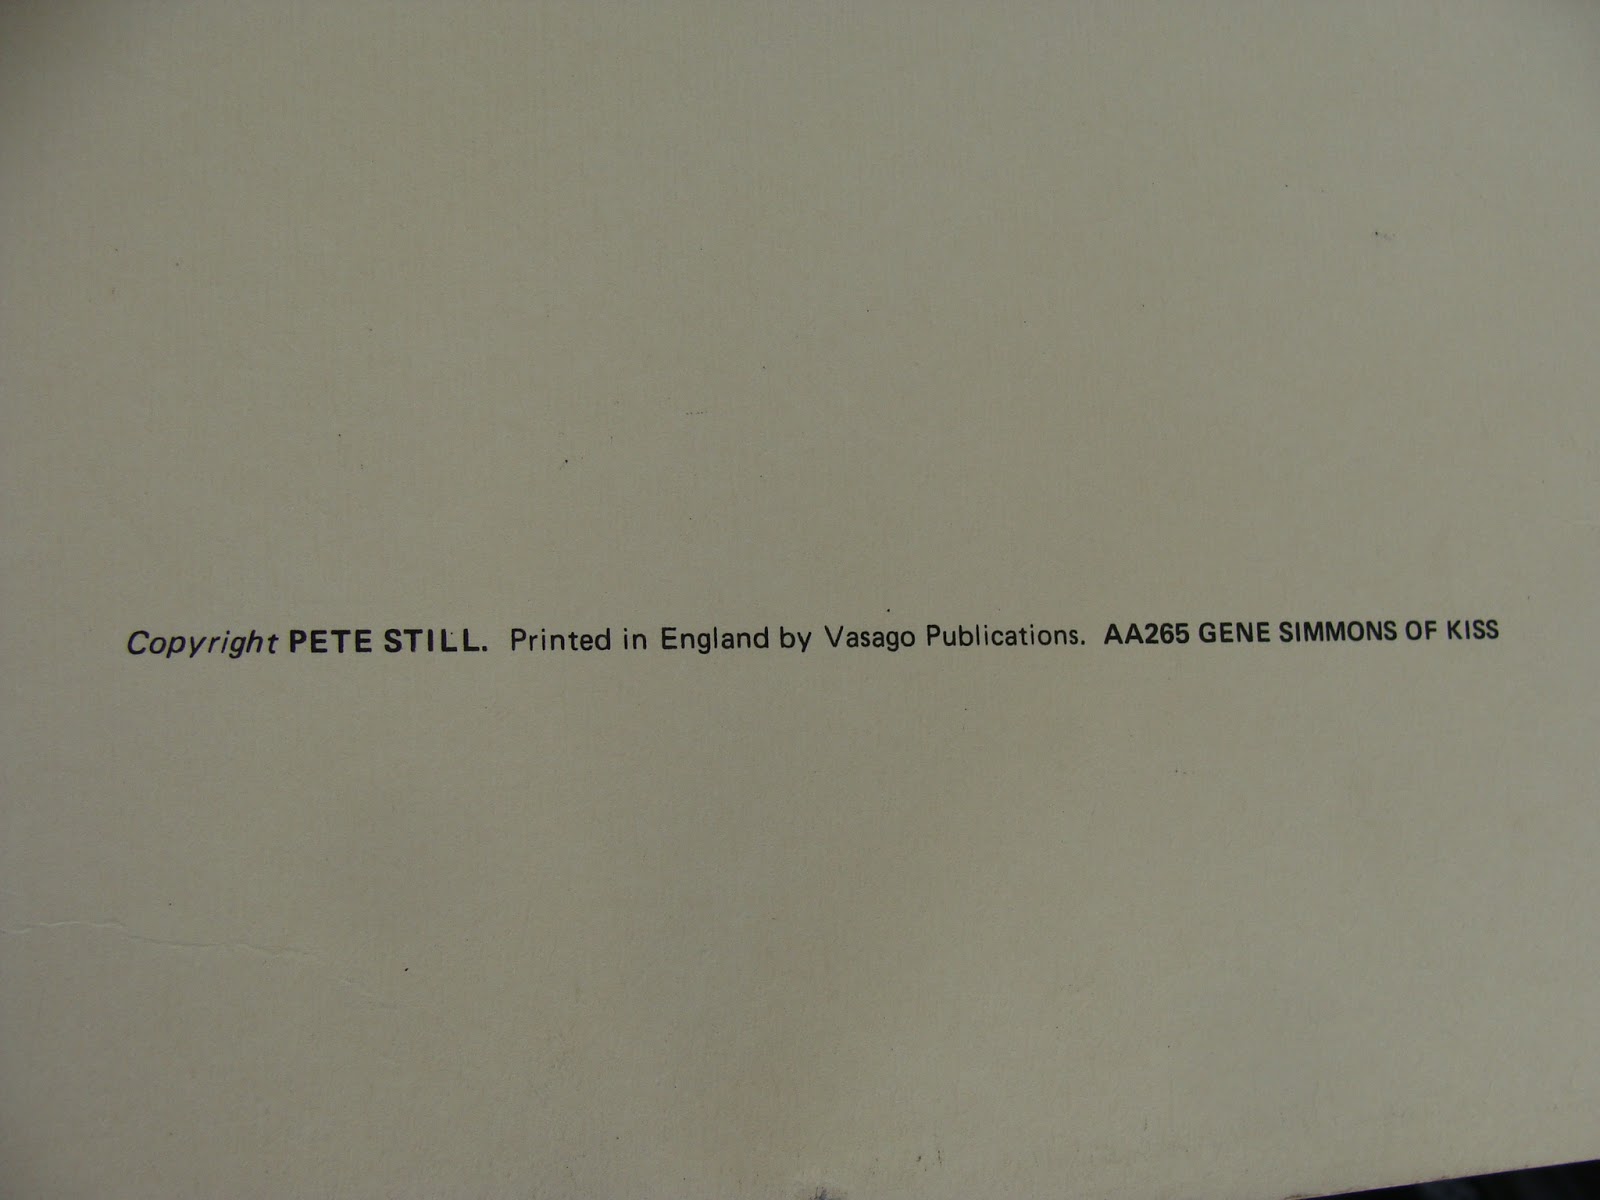 Copyright PETE STILL. Printed in England by Vasago Publications. AA265 GENE SIMMONS OF KISS